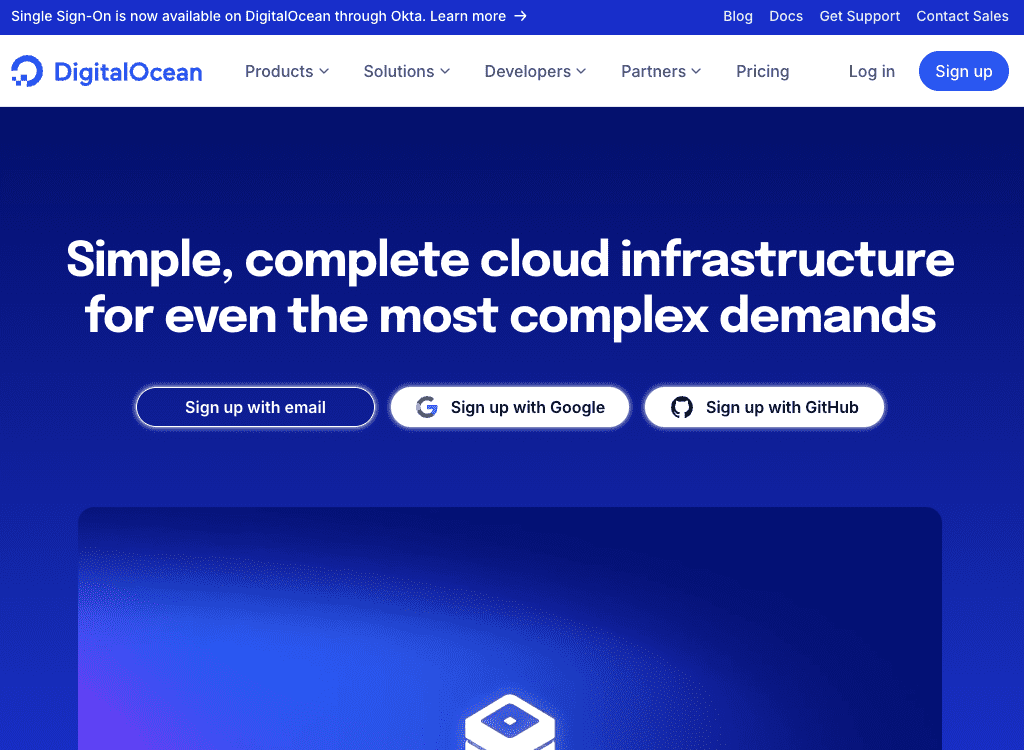 Single Sign-On is now available on DigitalOcean through Okta. Learn more →
Blog Docs Get Support Contact Sales
DigitalOcean
Products Solutions Developers Partners Pricing
Log in Sign up
Simple, complete cloud infrastructure
for even the most complex demands
Sign up with email
Sign up with Google
Sign up with GitHub